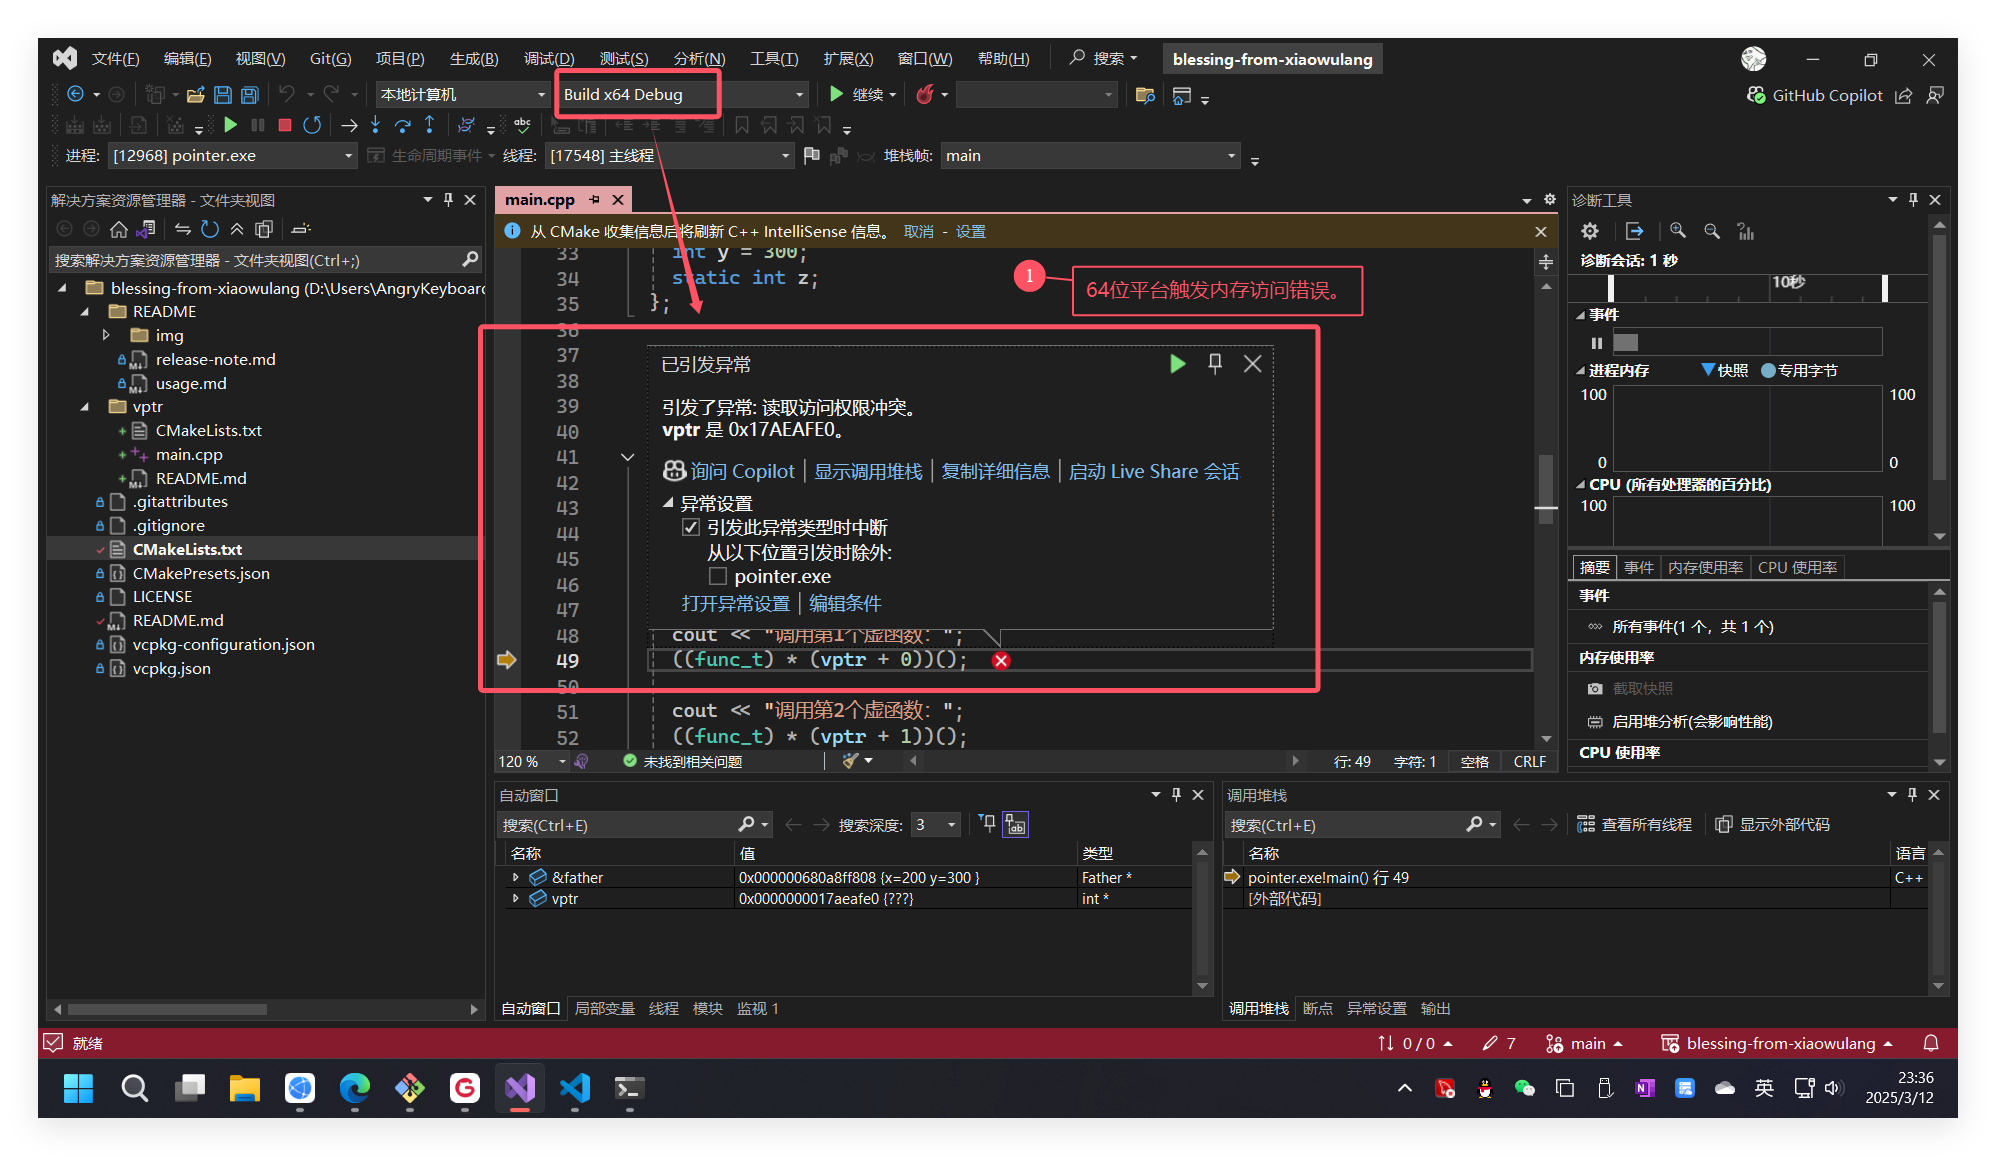 文件(F) 编辑(E) 视图(V) Git(G) 项目(P) 生成(B) 调试(D) 测试(S) 分析(N) 工具(T) 扩展(X) 窗口(W) 帮助(H) 搜索 blessing-from-xiaowulang
本地计算机 Build x64 Debug 继续 GitHub Copilot
进程: [12968] pointer.exe 生命周期事件 线程: [17548] 主线程 堆栈帧: main
解决方案资源管理器 - 文件夹视图
搜索解决方案资源管理器 - 文件夹视图(Ctrl+;)
blessing-from-xiaowulang (D:\Users\AngryKeyboard
README
img
release-note.md
usage.md
vptr
CMakeLists.txt
main.cpp
README.md
.gitattributes
.gitignore
CMakeLists.txt
CMakePresets.json
LICENSE
README.md
vcpkg-configuration.json
vcpkg.json
main.cpp
从 CMake 收集信息后将刷新 C++ IntelliSense 信息。 取消 - 设置
33 int y = 300;
34 static int z;
35 };
36
37
38
39
40
41
42
43
44
45
46
47
48 cout << "调用第1个虚函数: ";
49 ((func_t) * (vptr + 0))();
50
51 cout << "调用第2个虚函数: ";
52 ((func_t) * (vptr + 1))();
1
64位平台触发内存访问错误。
已引发异常
引发了异常: 读取访问权限冲突。
vptr 是 0x17AEAFE0。
询问 Copilot | 显示调用堆栈 | 复制详细信息 | 启动 Live Share 会话
异常设置
引发此异常类型时中断
从以下位置引发时除外:
pointer.exe
打开异常设置 | 编辑条件
120 % 未找到相关问题 行: 49 字符: 1 空格 CRLF
诊断工具
诊断会话: 1 秒
10秒
事件
进程内存 快照 专用字节
100 100
0 0
CPU (所有处理器的百分比)
100 100
摘要 事件 内存使用率 CPU 使用率
事件
所有事件(1 个，共 1 个)
内存使用率
截取快照
启用堆分析(会影响性能)
CPU 使用率
自动窗口
搜索(Ctrl+E) 搜索深度: 3
名称 值 类型
&father 0x000000680a8ff808 {x=200 y=300 } Father *
vptr 0x0000000017aeafe0 {???} int *
自动窗口 局部变量 线程 模块 监视 1
调用堆栈
搜索(Ctrl+E) 查看所有线程 显示外部代码
名称 语言
pointer.exe!main() 行 49 C++
[外部代码]
调用堆栈 断点 异常设置 输出
就绪 0 / 0 7 main blessing-from-xiaowulang
英 23:36
2025/3/12